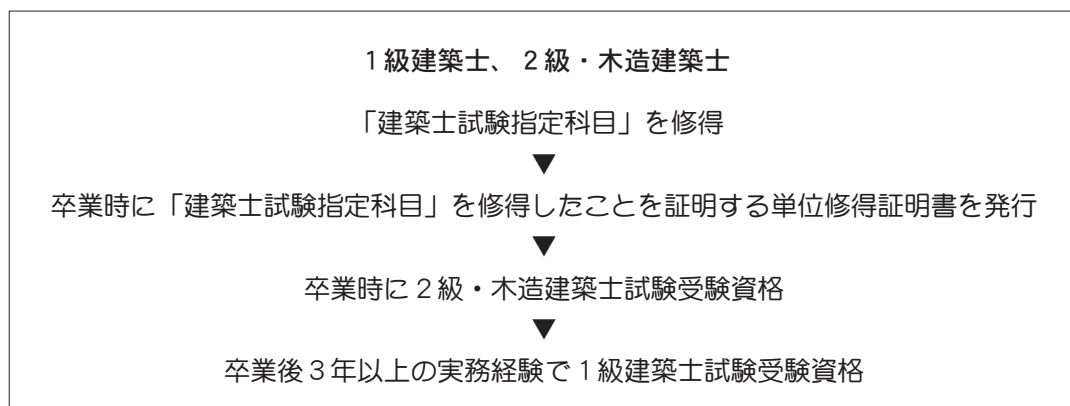 1級建築士、2級・木造建築士
「建築士試験指定科目」を修得
▼
卒業時に「建築士試験指定科目」を修得したことを証明する単位修得証明書を発行
▼
卒業時に2級・木造建築士試験受験資格
▼
卒業後3年以上の実務経験で1級建築士試験受験資格